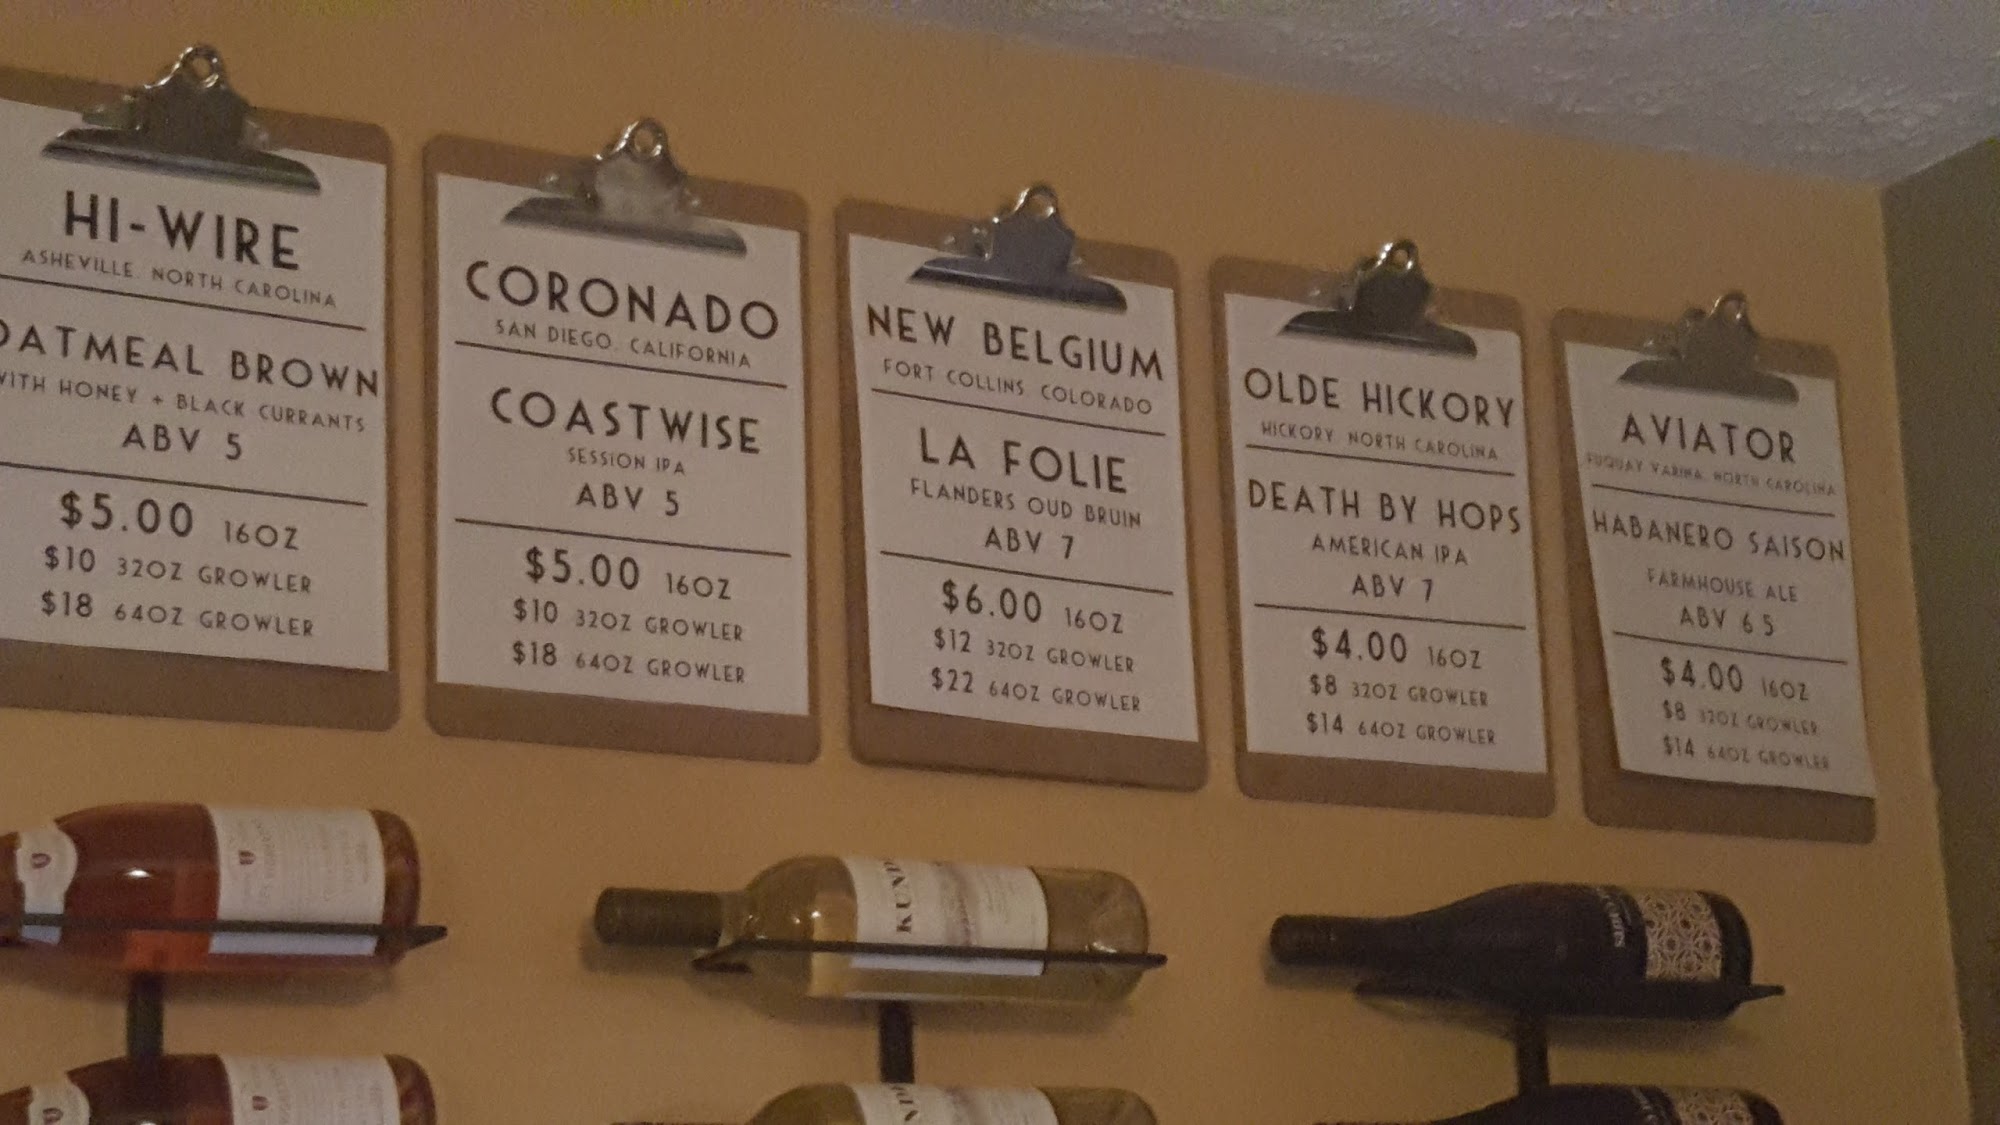 HI-WIRE
ASHEVILLE, NORTH CAROLINA
OATMEAL BROWN
WITH HONEY + BLACK CURRANTS
ABV 5
$5.00 16OZ
$10 32OZ GROWLER
$18 64OZ GROWLER
CORONADO
SAN DIEGO, CALIFORNIA
COASTWISE
SESSION IPA
ABV 5
$5.00 16OZ
$10 32OZ GROWLER
$18 64OZ GROWLER
NEW BELGIUM
FORT COLLINS, COLORADO
LA FOLIE
FLANDERS OUD BRUIN
ABV 7
$6.00 16OZ
$12 32OZ GROWLER
$22 64OZ GROWLER
OLDE HICKORY
HICKORY, NORTH CAROLINA
DEATH BY HOPS
AMERICAN IPA
ABV 7
$4.00 16OZ
$8 32OZ GROWLER
$14 64OZ GROWLER
AVIATOR
FUQUAY VARINA, NORTH CAROLINA
HABANERO SAISON
FARMHOUSE ALE
ABV 6.5
$4.00 16OZ
$8 32OZ GROWLER
$14 64OZ GROWLER
KUND